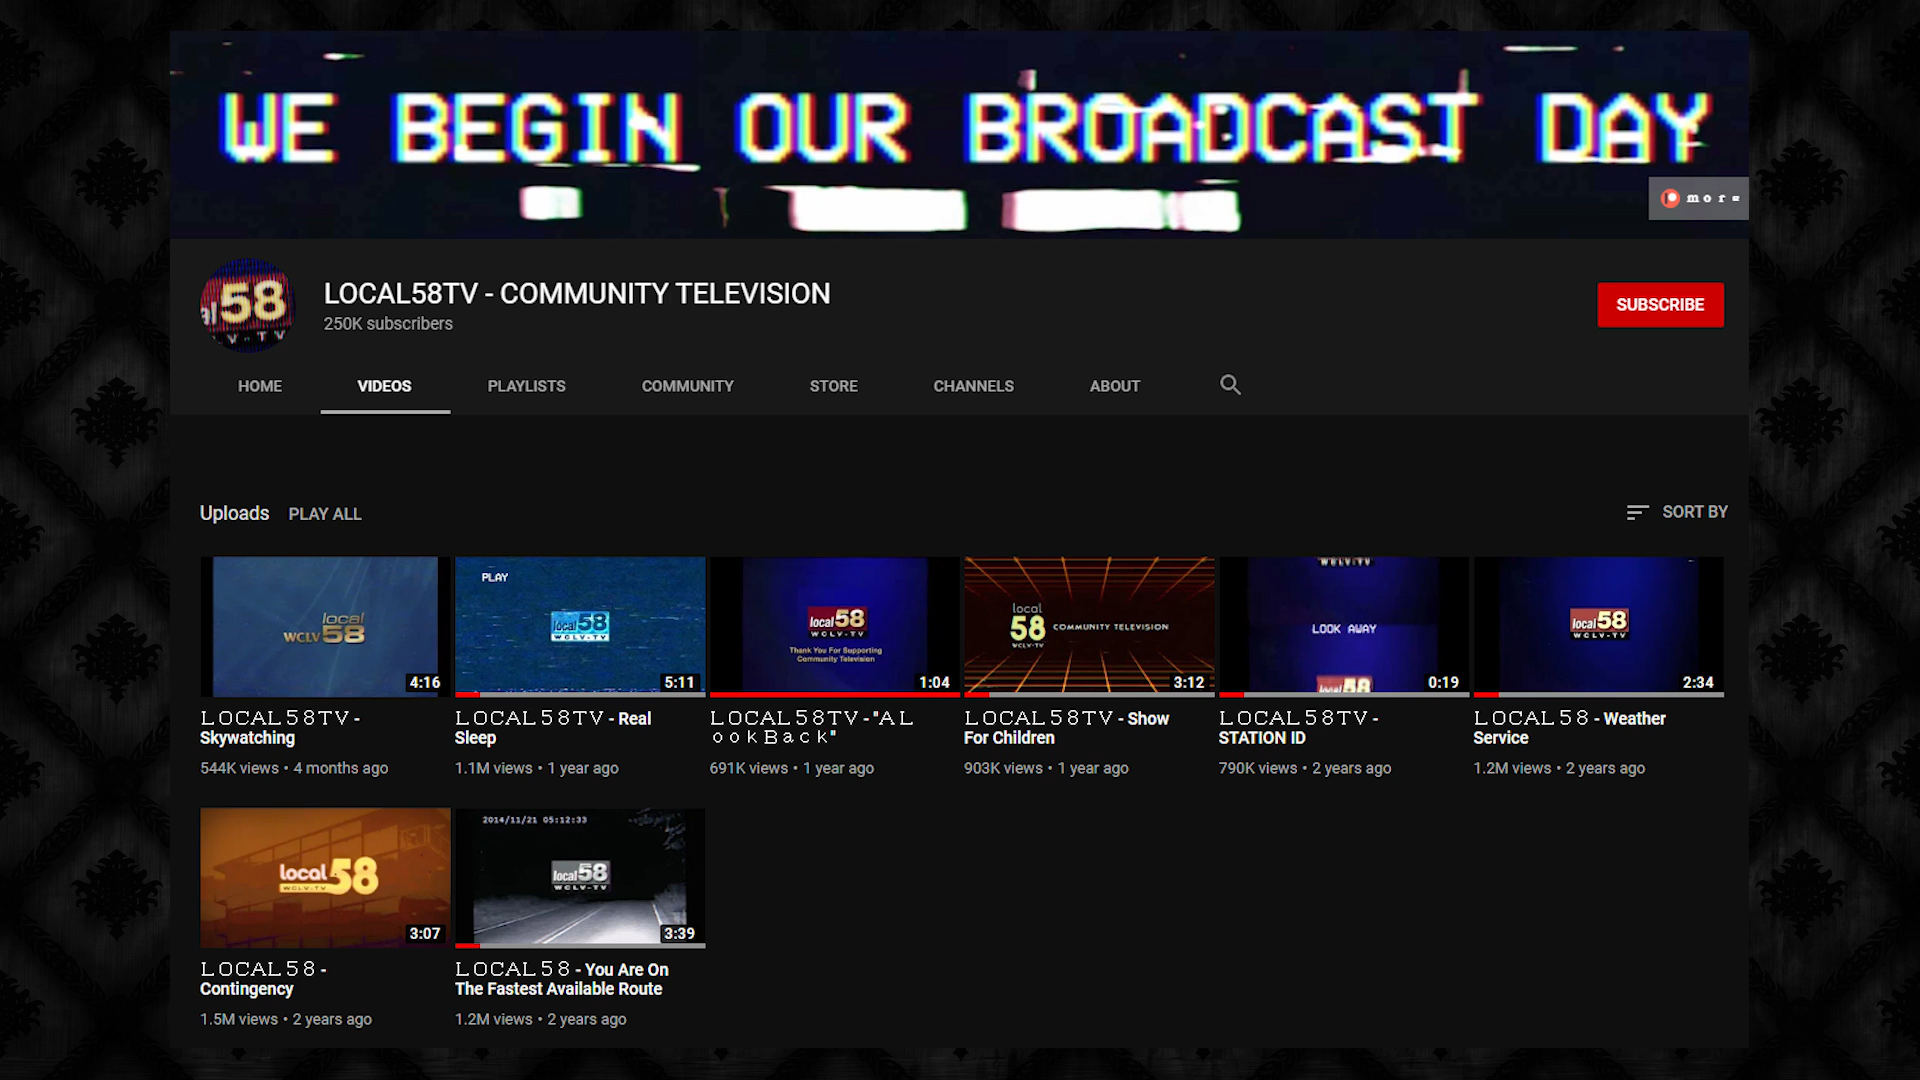 WE BEGIN OUR BROADCAST DAY
more
al58
V-TV
LOCAL58TV - COMMUNITY TELEVISION
250K subscribers
SUBSCRIBE
HOME VIDEOS PLAYLISTS COMMUNITY STORE CHANNELS ABOUT
Uploads PLAY ALL SORT BY
local
WCLV 58
4:16
PLAY
local58
WCLV-TV
5:11
local58
WCLV-TV
Thank You For Supporting
Community Television
1:04
local
58 COMMUNITY TELEVISION
WCLV-TV
3:12
WCLV-TV
LOOK AWAY
local58
0:19
local58
WCLV-TV
2:34
LOCAL58TV -
Skywatching
544K views • 4 months ago
LOCAL58TV - Real
Sleep
1.1M views • 1 year ago
LOCAL58TV - "A L
o o k B a c k"
691K views • 1 year ago
LOCAL58TV - Show
For Children
903K views • 1 year ago
LOCAL58TV -
STATION ID
790K views • 2 years ago
LOCAL58 - Weather
Service
1.2M views • 2 years ago
local58
WCLV-TV
3:07
2014/11/21 05:12:33
local58
WCLV-TV
3:39
LOCAL58 -
Contingency
1.5M views • 2 years ago
LOCAL58 - You Are On
The Fastest Available Route
1.2M views • 2 years ago